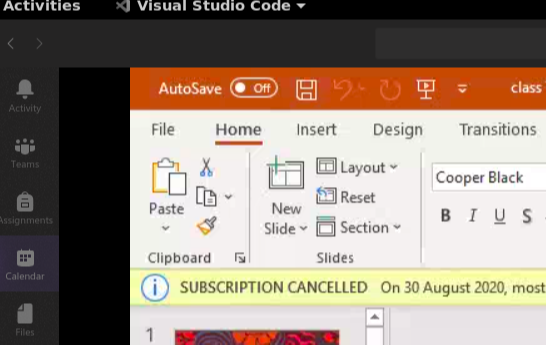 Activities Visual Studio Code
AutoSave Off class
Activity
File Home Insert Design Transitions
Teams
Layout
Cooper Black
Reset
Paste New
Slide Section
B I U S
Assignments
Clipboard Slides
Calendar
SUBSCRIPTION CANCELLED On 30 August 2020, most
Files
1